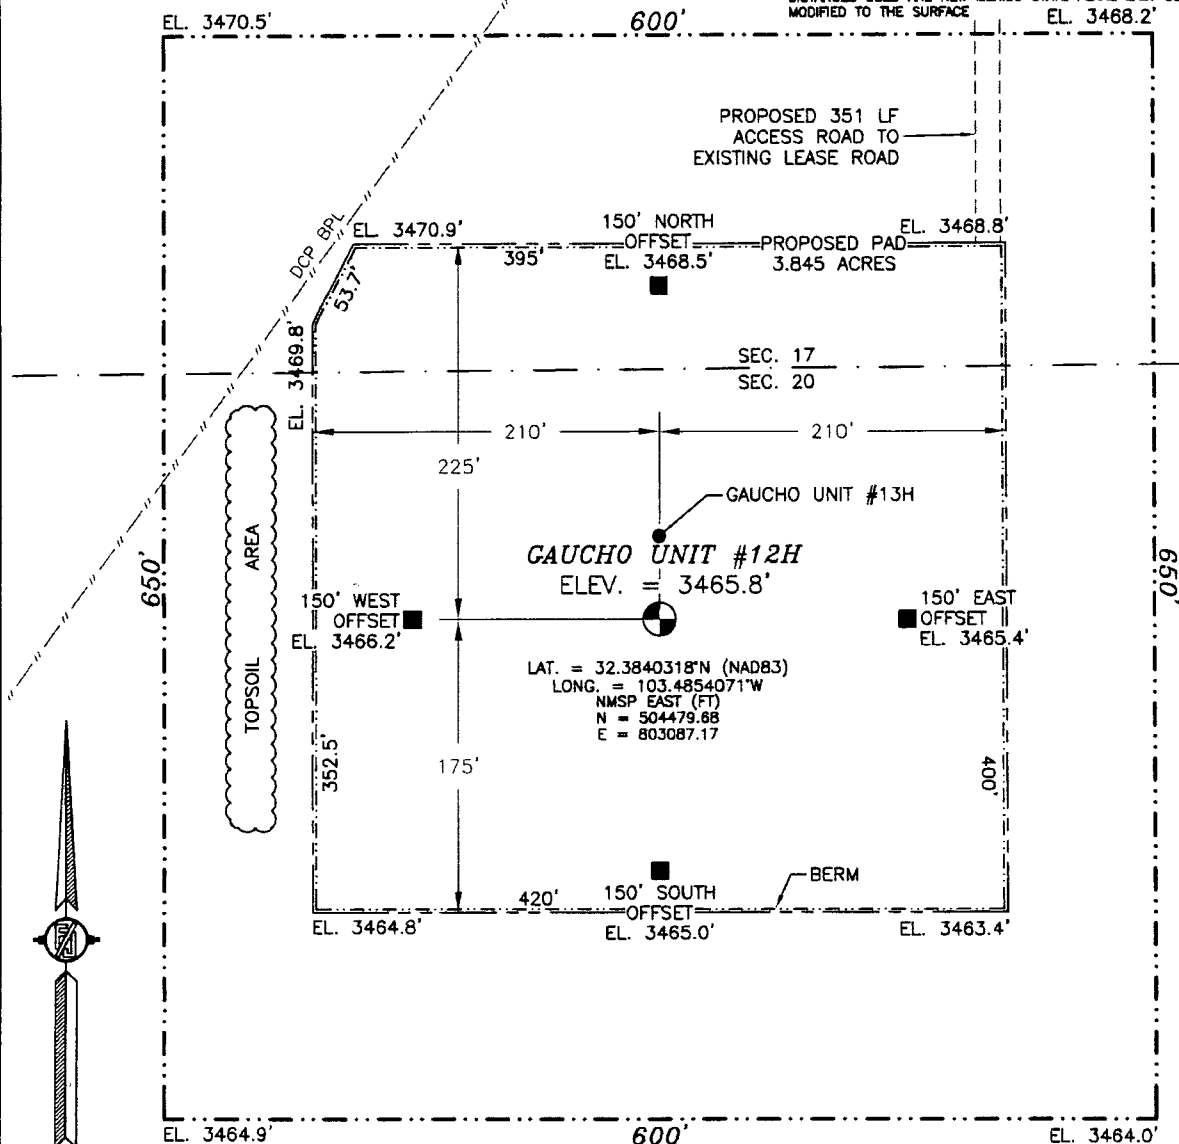 MODIFIED TO THE SURFACE
EL. 3470.5'
600'
EL. 3468.2'
PROPOSED 351 LF
ACCESS ROAD TO
EXISTING LEASE ROAD
DCP BPL
EL. 3470.9'
150' NORTH
OFFSET
EL. 3468.5'
EL. 3468.8'
PROPOSED PAD
3.845 ACRES
395'
53.7'
EL. 3469.8'
SEC. 17
SEC. 20
210'
210'
225'
GAUCHO UNIT #13H
GAUCHO UNIT #12H
ELEV. = 3465.8'
650'
650'
TOPSOIL AREA
150' WEST
OFFSET
EL. 3466.2'
150' EAST
OFFSET
EL. 3465.4'
LAT. = 32.3840318°N (NAD83)
LONG. = 103.4854071°W
NMSP EAST (FT)
N = 504479.68
E = 803087.17
352.5'
175'
400'
BERM
420'
150' SOUTH
OFFSET
EL. 3465.0'
EL. 3464.8'
EL. 3463.4'
EL. 3464.9'
600'
EL. 3464.0'